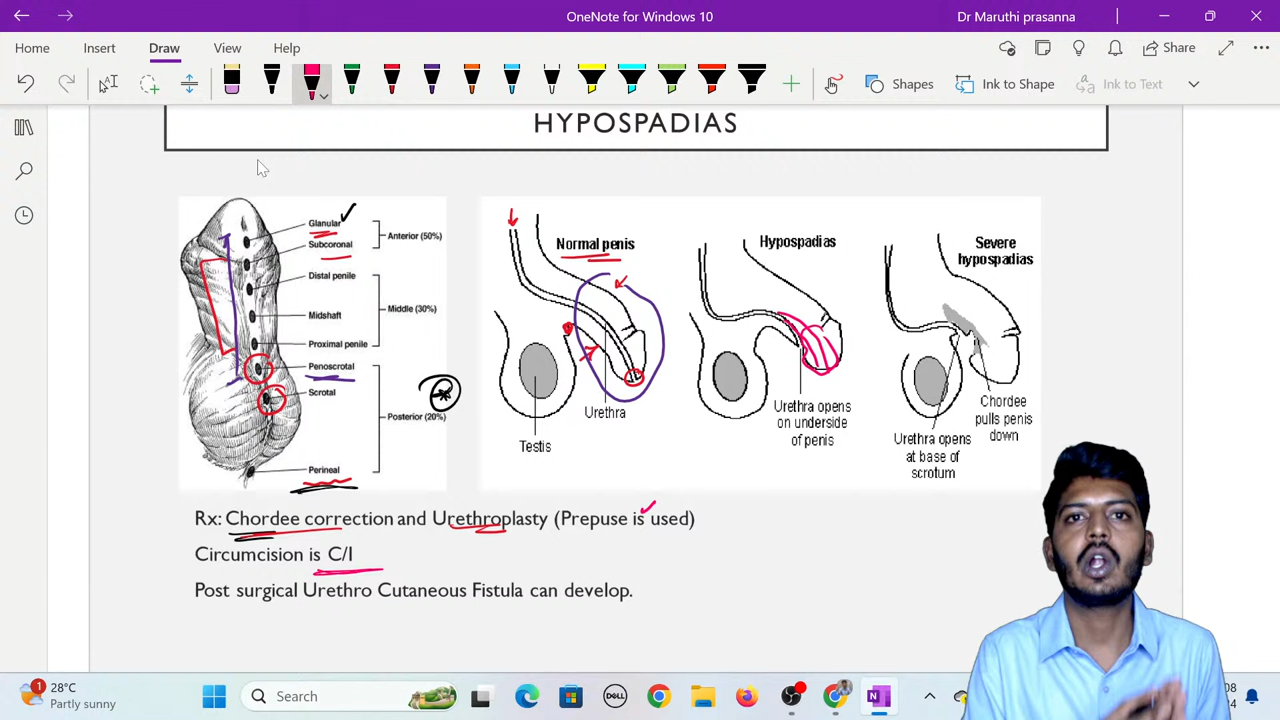 OneNote for Windows 10
Dr Maruthi prasanna
Home Insert Draw View Help
Share
Shapes
Ink to Shape
Ink to Text
HYPOSPADIAS
Glanular
Subcoronal
Distal penile
Midshaft
Proximal penile
Penoscrotal
Scrotal
Perineal
Anterior (50%)
Middle (30%)
Posterior (20%)
Normal penis
Urethra
Testis
Hypospadias
Urethra opens
on underside
of penis
Severe
hypospadias
Chordee
pulls penis
down
Urethra opens
at base of
scrotum
Rx: Chordee correction and Urethroplasty (Prepuse is used)
Circumcision is C/I
Post surgical Urethro Cutaneous Fistula can develop.
1
28°C
Partly sunny
Search
DELL